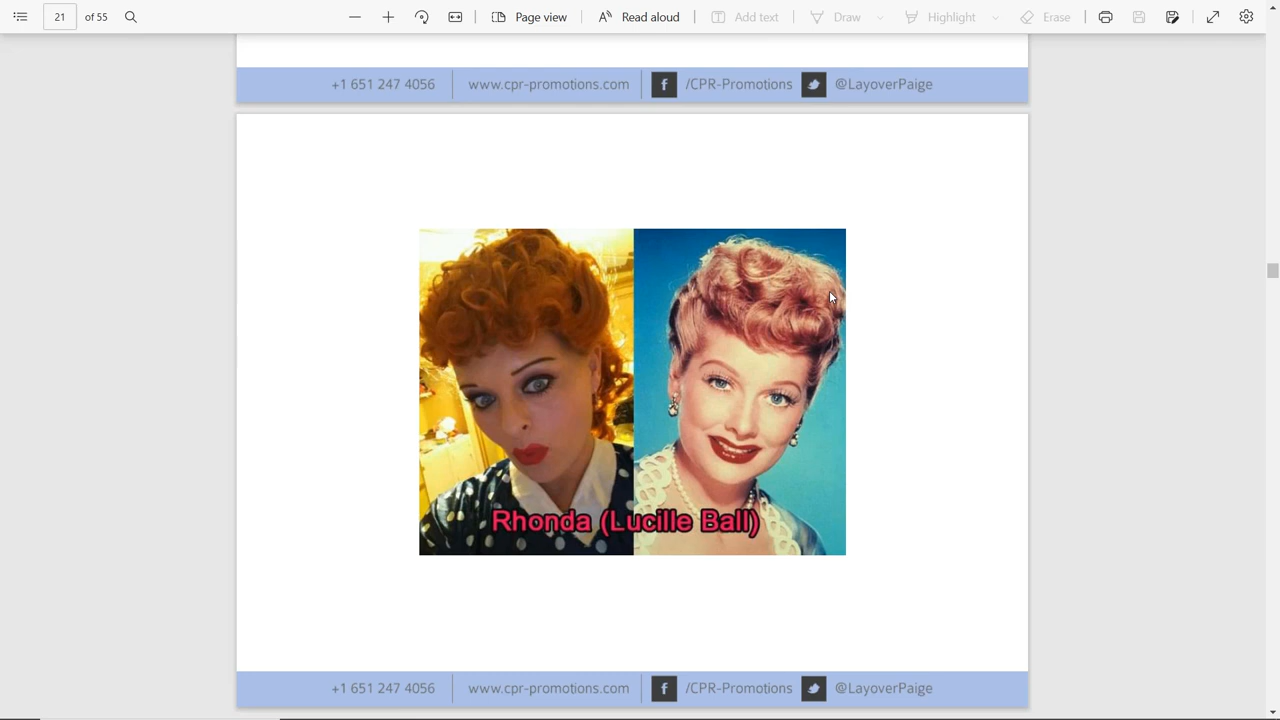 21 of 55 Page view Read aloud Add text Draw Highlight Erase
+1 651 247 4056 www.cpr-promotions.com f /CPR-Promotions @LayoverPaige
Rhonda (Lucille Ball)
+1 651 247 4056 www.cpr-promotions.com f /CPR-Promotions @LayoverPaige